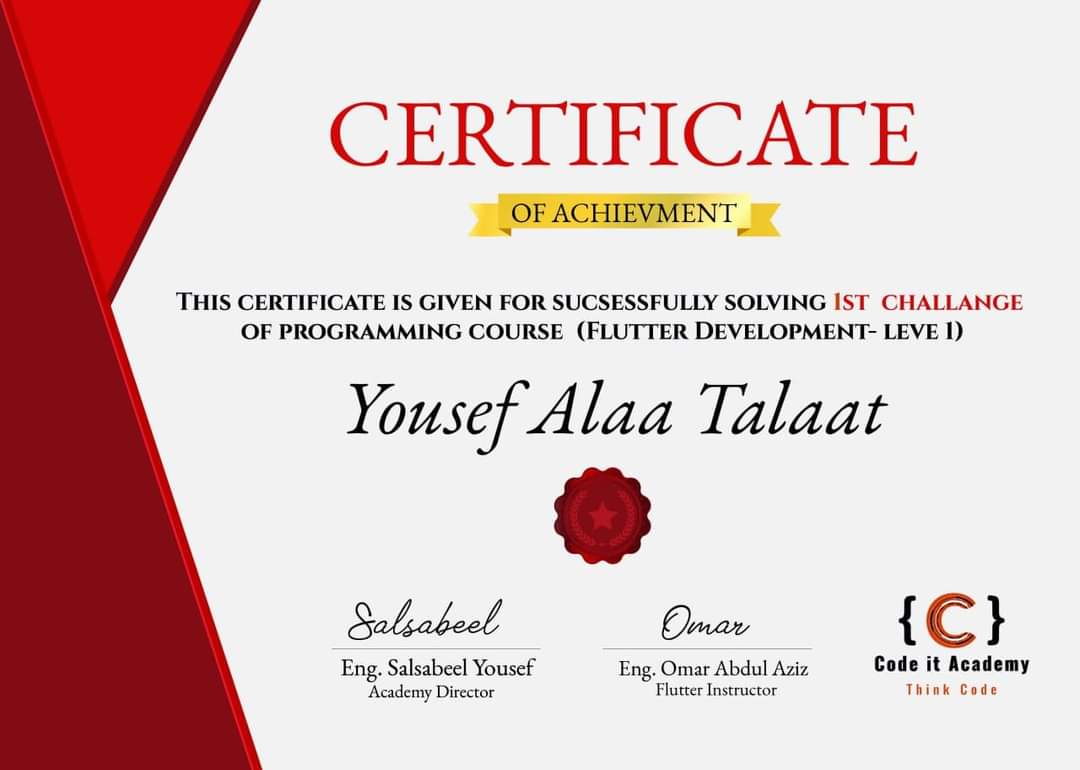 CERTIFICATE
OF ACHIEVMENT
THIS CERTIFICATE IS GIVEN FOR SUCSESSFULLY SOLVING 1ST CHALLANGE
OF PROGRAMMING COURSE (FLUTTER DEVELOPMENT- LEVE 1)
Yousef Alaa Talaat
Salsabeel
Eng. Salsabeel Yousef
Academy Director
Omar
Eng. Omar Abdul Aziz
Flutter Instructor
{C}
Code it Academy
Think Code